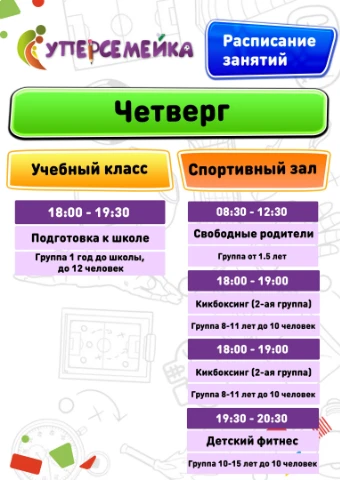 СУПЕРСЕМЕЙКА
Расписание
занятий
Четверг
Учебный класс
18:00 - 19:30
Подготовка к школе
Группа 1 год до школы,
до 12 человек
Спортивный зал
08:30 - 12:30
Свободные родители
Группа от 1.5 лет
18:00 - 19:00
Кикбоксинг (2-ая группа)
Группа 8-11 лет до 10 человек
18:00 - 19:00
Кикбоксинг (2-ая группа)
Группа 8-11 лет до 10 человек
19:30 - 20:30
Детский фитнес
Группа 10-15 лет до 10 человек